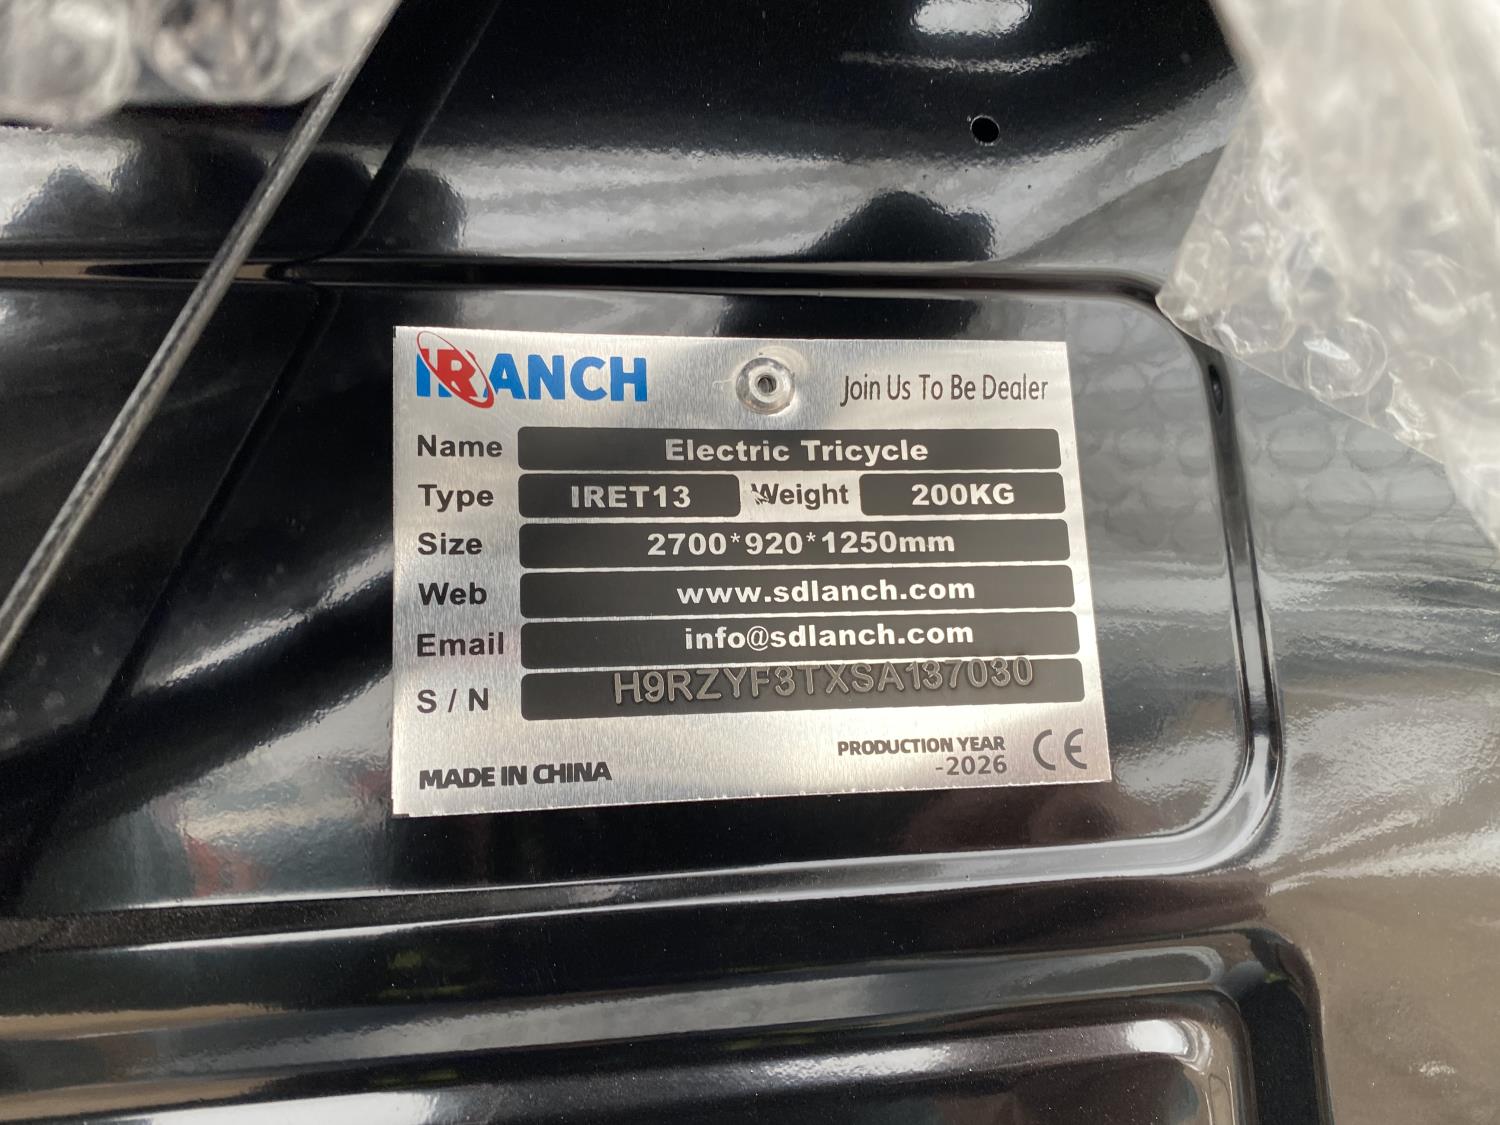 IRANCH Join Us To Be Dealer
Name Electric Tricycle
Type IRET13 Weight 200KG
Size 2700*920*1250mm
Web www.sdlanch.com
Email info@sdlanch.com
S / N H9RZYF3TXSA137030
MADE IN CHINA PRODUCTION YEAR
-2026 CE